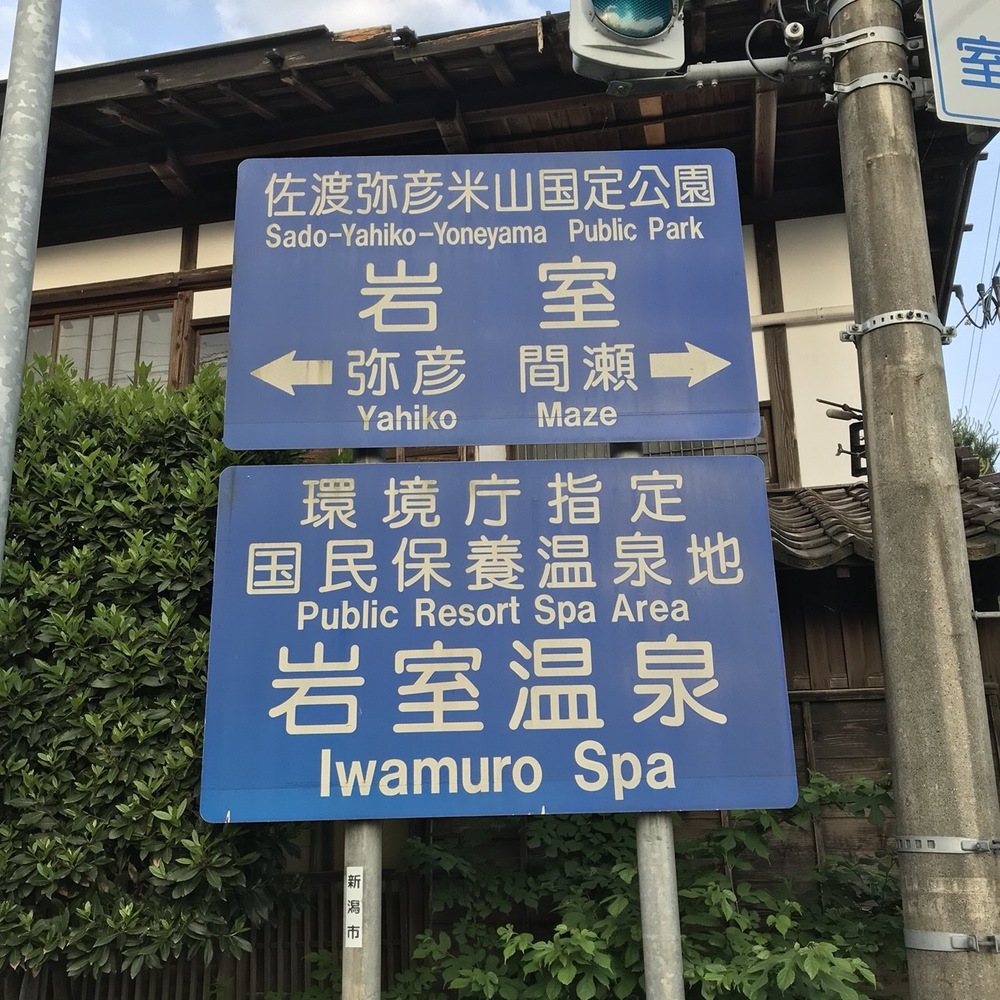 佐渡弥彦米山国定公園
Sado-Yahiko-Yoneyama Public Park
岩室
弥彦 間瀬
Yahiko Maze
環境庁指定
国民保養温泉地
Public Resort Spa Area
岩室温泉
Iwamuro Spa
新潟市
室